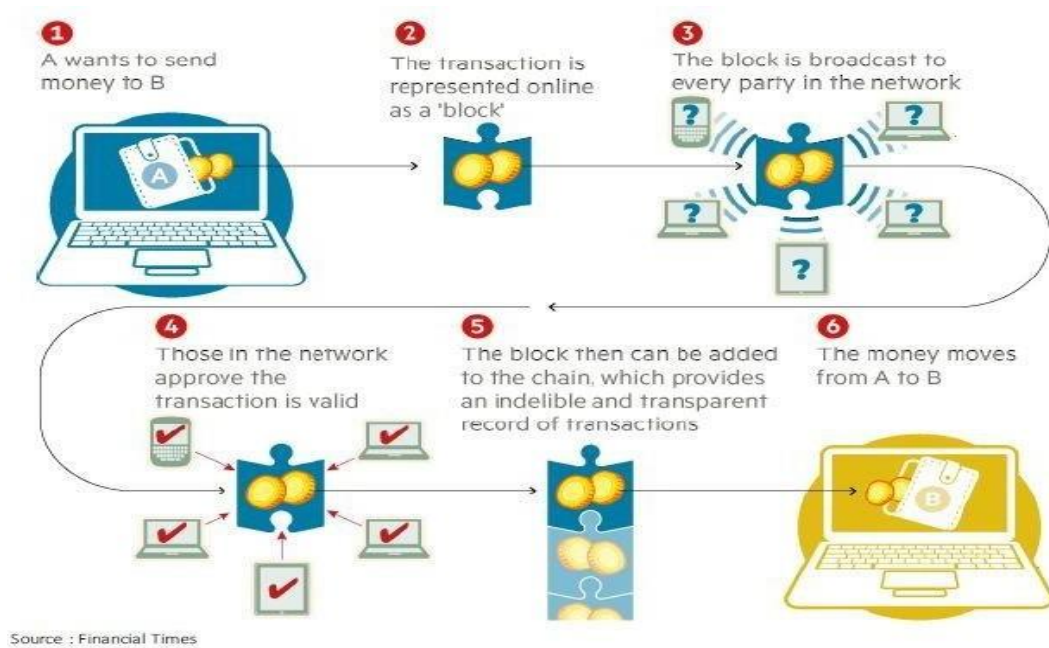 1
A wants to send
money to B
2
The transaction is
represented online
as a 'block'
3
The block is broadcast to
every party in the network
A
?
?
?
?
?
4
Those in the network
approve the
transaction is valid
5
The block then can be added
to the chain, which provides
an indelible and transparent
record of transactions
6
The money moves
from A to B
B
Source : Financial Times